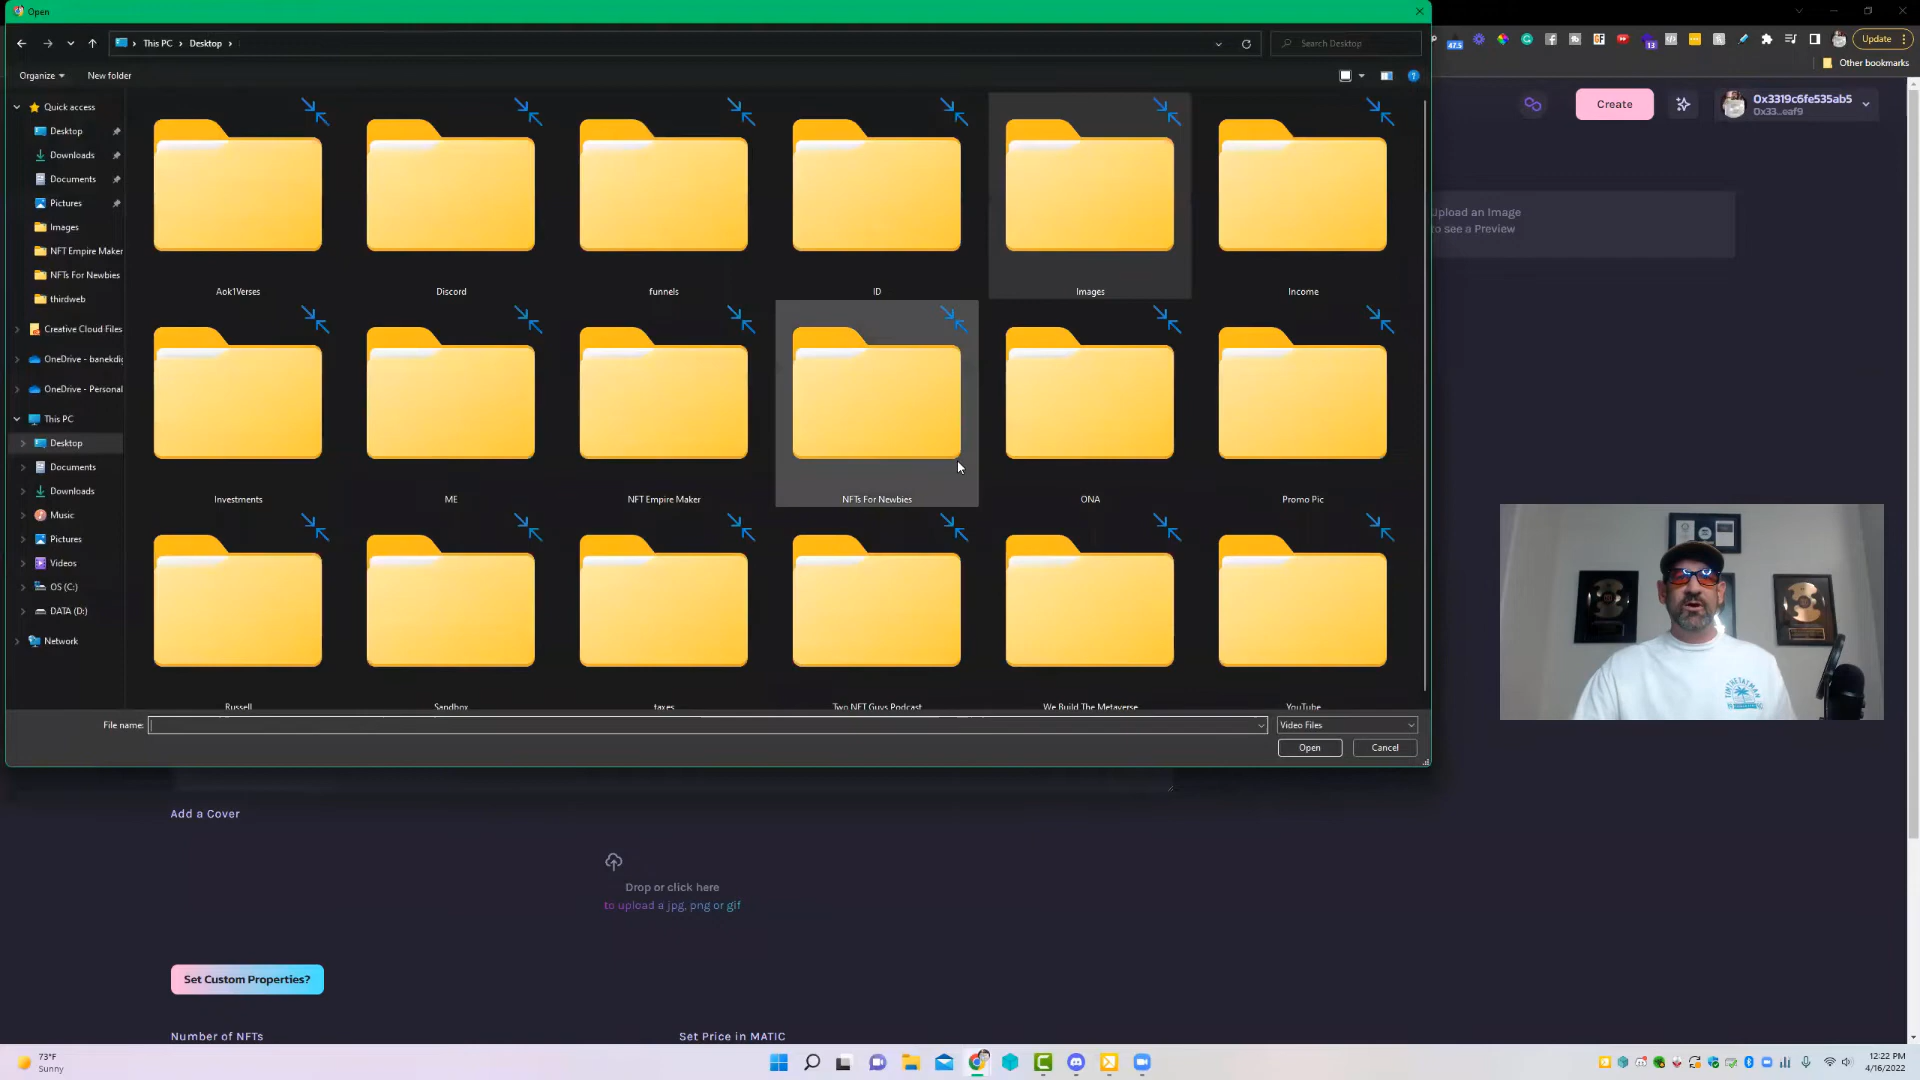 Open
This PC > Desktop >
Search Desktop
Organize
New folder
Quick access
Desktop
Downloads
Documents
Pictures
Images
NFT Empire Maker
NFTs For Newbies
thirdweb
Creative Cloud Files
OneDrive - banekdig
OneDrive - Personal
This PC
Desktop
Documents
Downloads
Music
Pictures
Videos
OS (C:)
DATA (D:)
Network
Aok1Verses
Discord
funnels
ID
Images
Income
Investments
ME
NFT Empire Maker
NFTs For Newbies
ONA
Promo Pic
Russell
Sandbox
taxes
Two NFT Guys Podcast
We Build The Metaverse
YouTube
File name:
Video Files
Open
Cancel
47.5
13
Update
Other bookmarks
Create
0x3319c6fe535ab5
0x33...eaf9
Upload an Image
to see a Preview
Add a Cover
Drop or click here
to upload a jpg, png or gif
Set Custom Properties?
Number of NFTs
Set Price in MATIC
73°F
Sunny
12:22 PM
4/16/2022